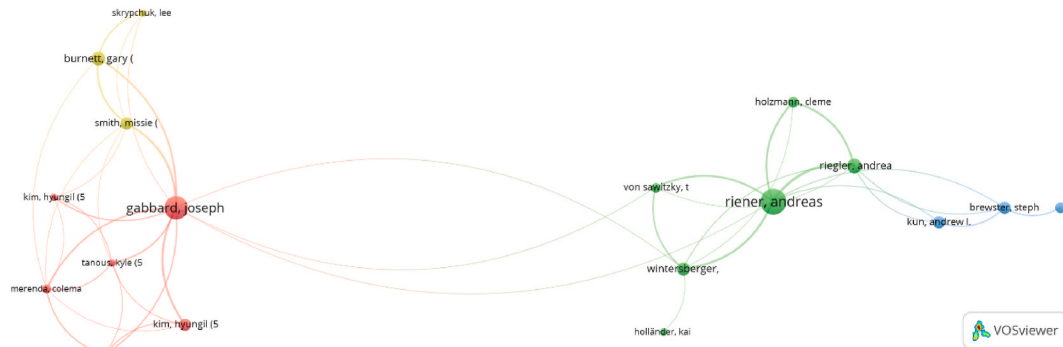 skrypchuk, lee
burnett, gary (
smith, missie (
kim, hyungil (5
gabbard, joseph
tanous, kyle (5
merenda, colema
kim, hyungil (5
holzmann, cleme
riegler, andrea
von sawitzky, t
riener, andreas
brewster, steph
kun, andrew l.
wintersberger,
holländer, kai
VOSviewer